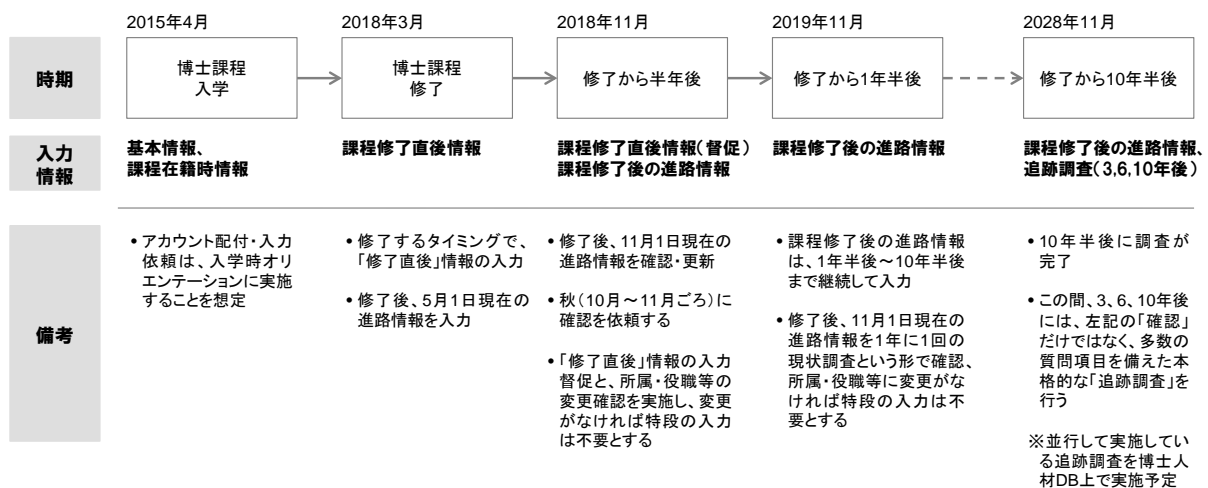 2015年4月
2018年3月
2018年11月
2019年11月
2028年11月
時期
博士課程
入学
博士課程
修了
修了から半年後
修了から1年半後
修了から10年半後
入力
情報
基本情報、
課程在籍時情報
課程修了直後情報
課程修了直後情報(督促)
課程修了後の進路情報
課程修了後の進路情報
課程修了後の進路情報、
追跡調査(3,6,10年後)
備考
•アカウント配付・入力
依頼は、入学時オリ
エンテーションに実施
することを想定
•修了するタイミングで、
「修了直後」情報の入力
•修了後、5月1日現在の
進路情報を入力
•修了後、11月1日現在の
進路情報を確認・更新
•秋(10月～11月ごろ)に
確認を依頼する
•「修了直後」情報の入力
督促と、所属・役職等の
変更確認を実施し、変更
がなければ特段の入力
は不要とする
•課程修了後の進路情報
は、1年半後～10年半後
まで継続して入力
•修了後、11月1日現在の
進路情報を1年に1回の
現状調査という形で確認、
所属・役職等に変更がな
ければ特段の入力は不
要とする
•10年半後に調査が
完了
•この間、3、6、10年後
には、左記の「確認」
だけではなく、多数の
質問項目を備えた本
格的な「追跡調査」を
行う
※並行して実施してい
る追跡調査を博士人
材DB上で実施予定